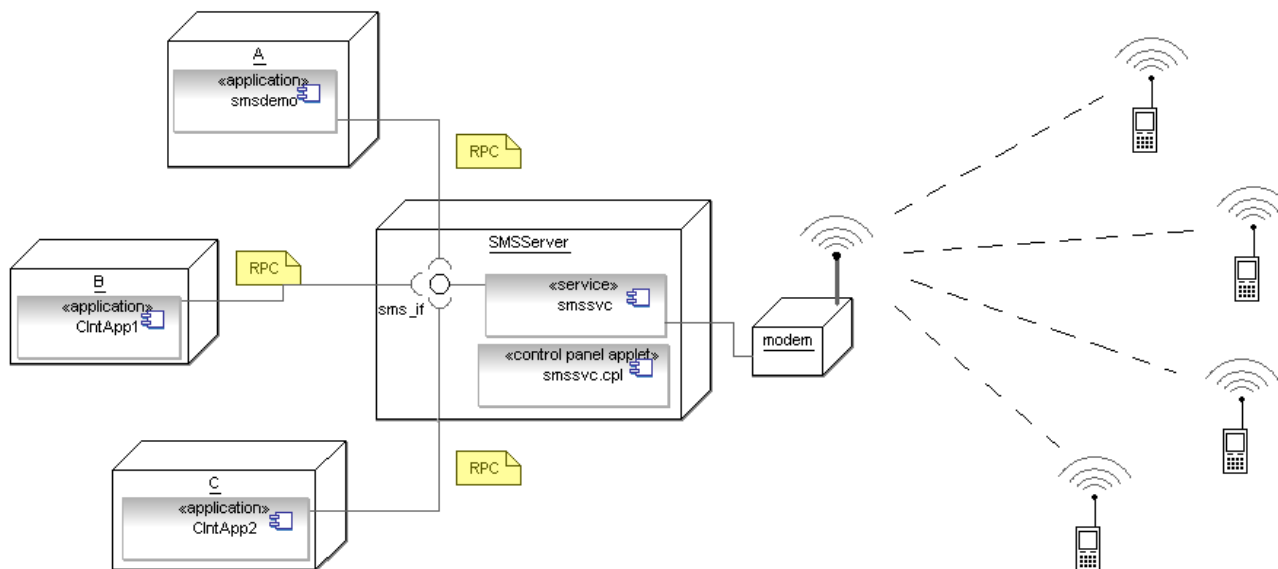 A
«application»
smsdemo
RPC
SMSServer
B
«application»
ClntApp1
RPC
sms_if
«service»
smssvc
«control panel applet»
smssvc.cpl
modem
C
«application»
ClntApp2
RPC